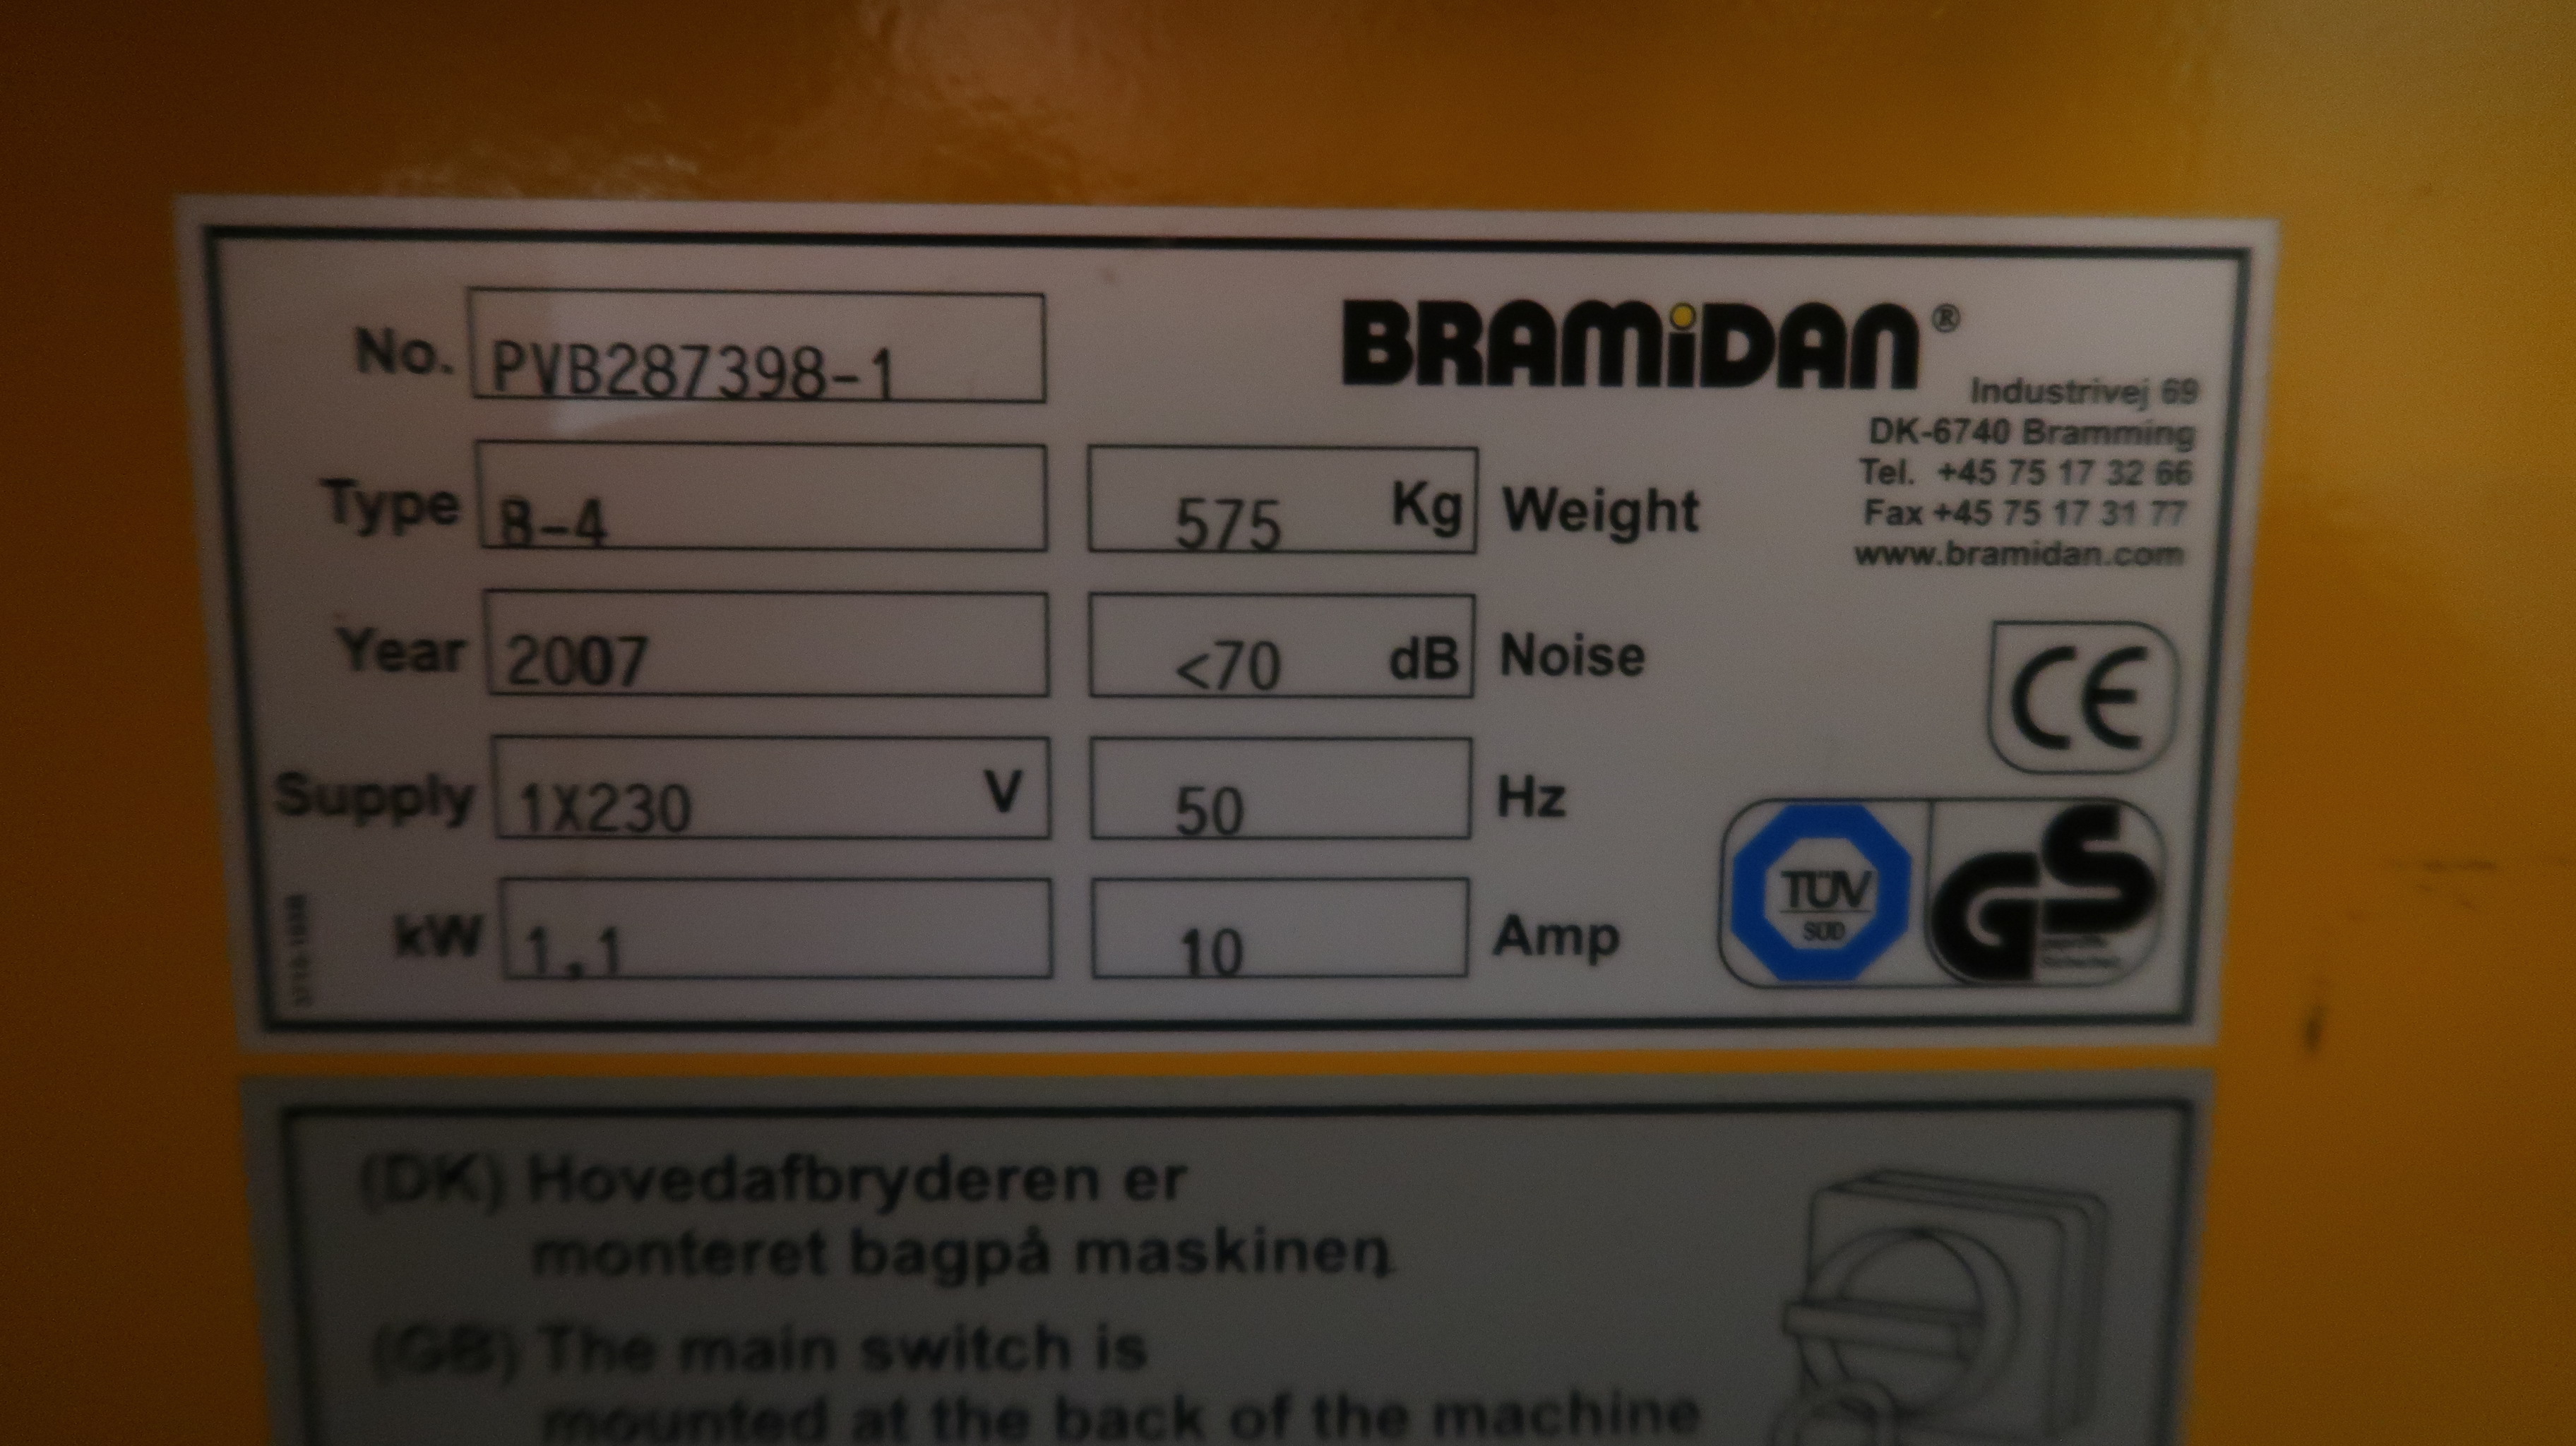 No. PVB287398-1
BRAMiDAN®
Industrivej 69
DK-6740 Bramming
Tel. +45 75 17 32 66
Fax +45 75 17 31 77
www.bramidan.com
Type 8-4
575 Kg Weight
Year 2007
<70 dB Noise
Supply 1X230 V
50 Hz
kW 1,1
10 Amp
CE
TÜV
SÜD
GS
(DK) Hovedafbryderen er
monteret bagpå maskinen.
(GB) The main switch is
mounted at the back of the machine